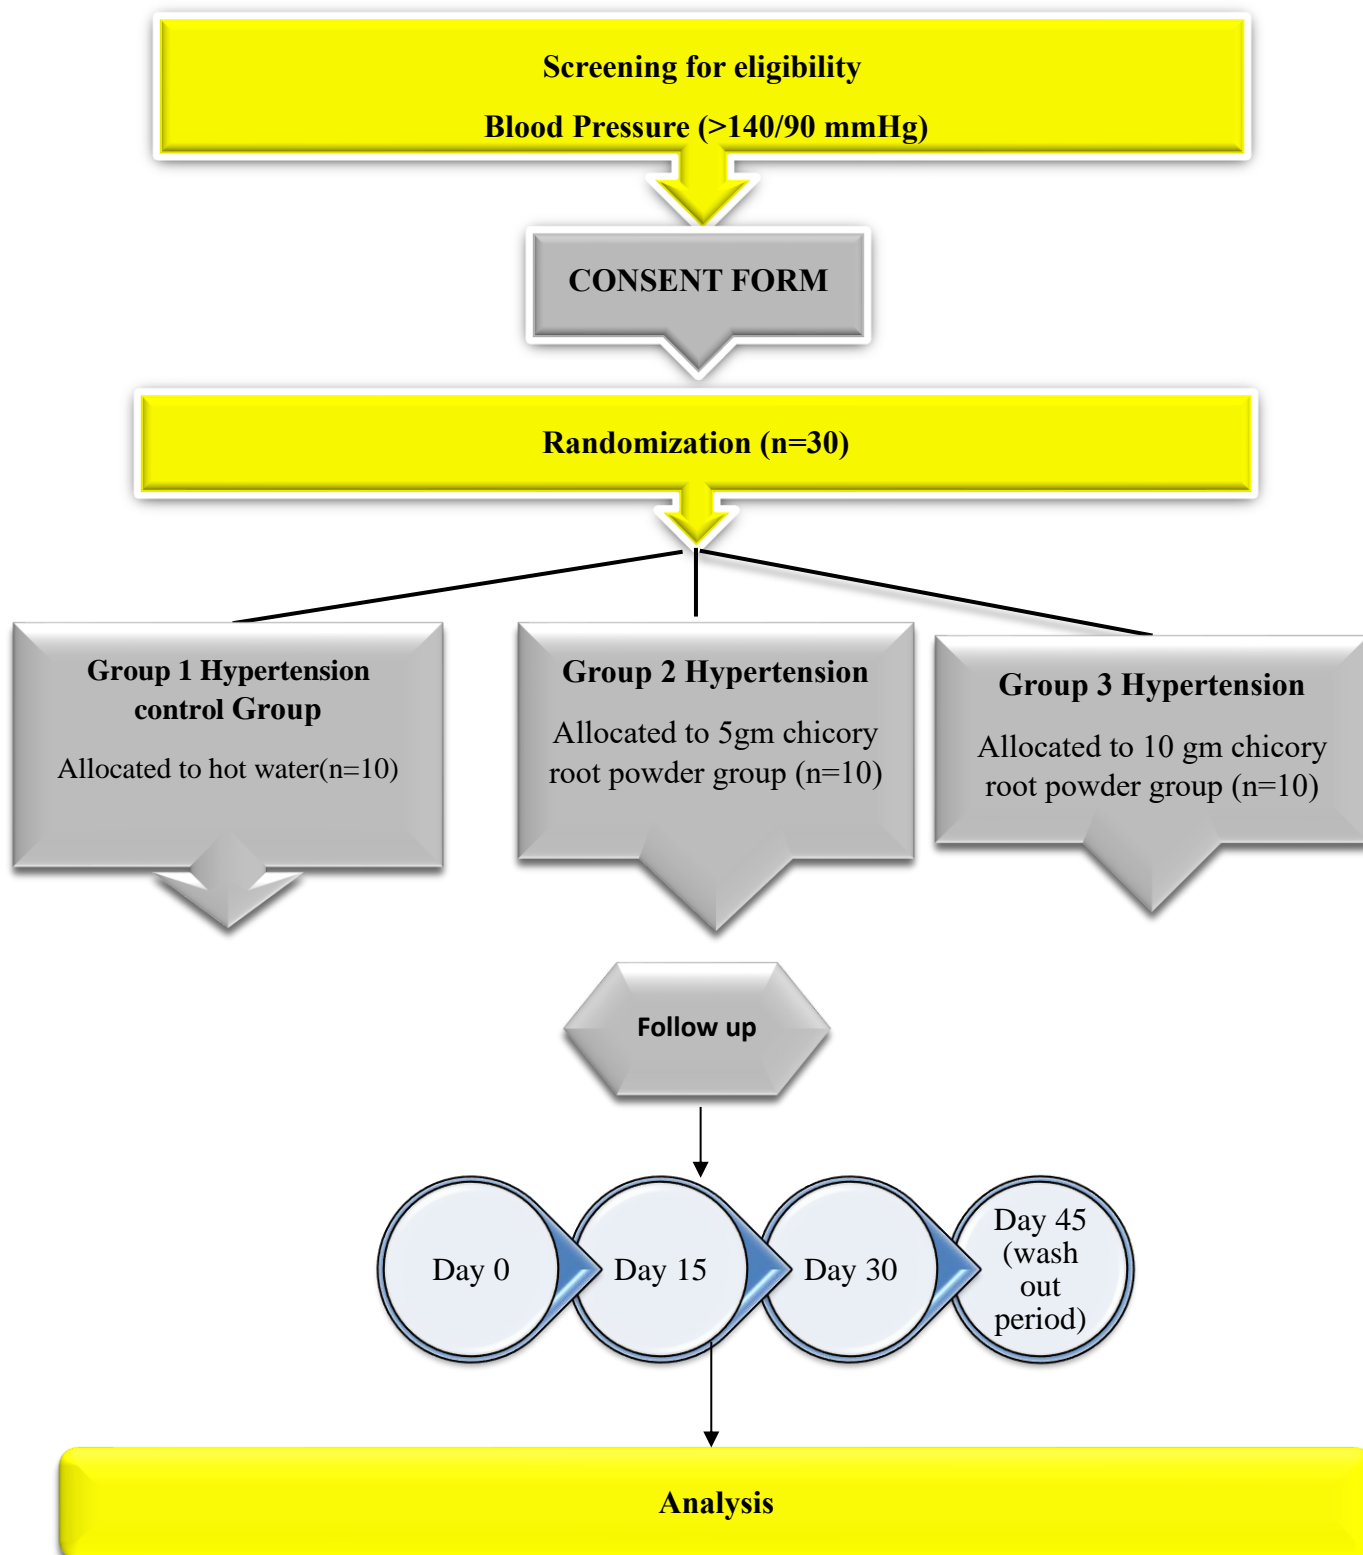 Screening for eligibility
Blood Pressure (>140/90 mmHg)
CONSENT FORM
Randomization (n=30)
Group 1 Hypertension
control Group
Allocated to hot water(n=10)
Group 2 Hypertension
Allocated to 5gm chicory
root powder group (n=10)
Group 3 Hypertension
Allocated to 10 gm chicory
root powder group (n=10)
Follow up
Day 0
Day 15
Day 30
Day 45
(wash
out
period)
Analysis